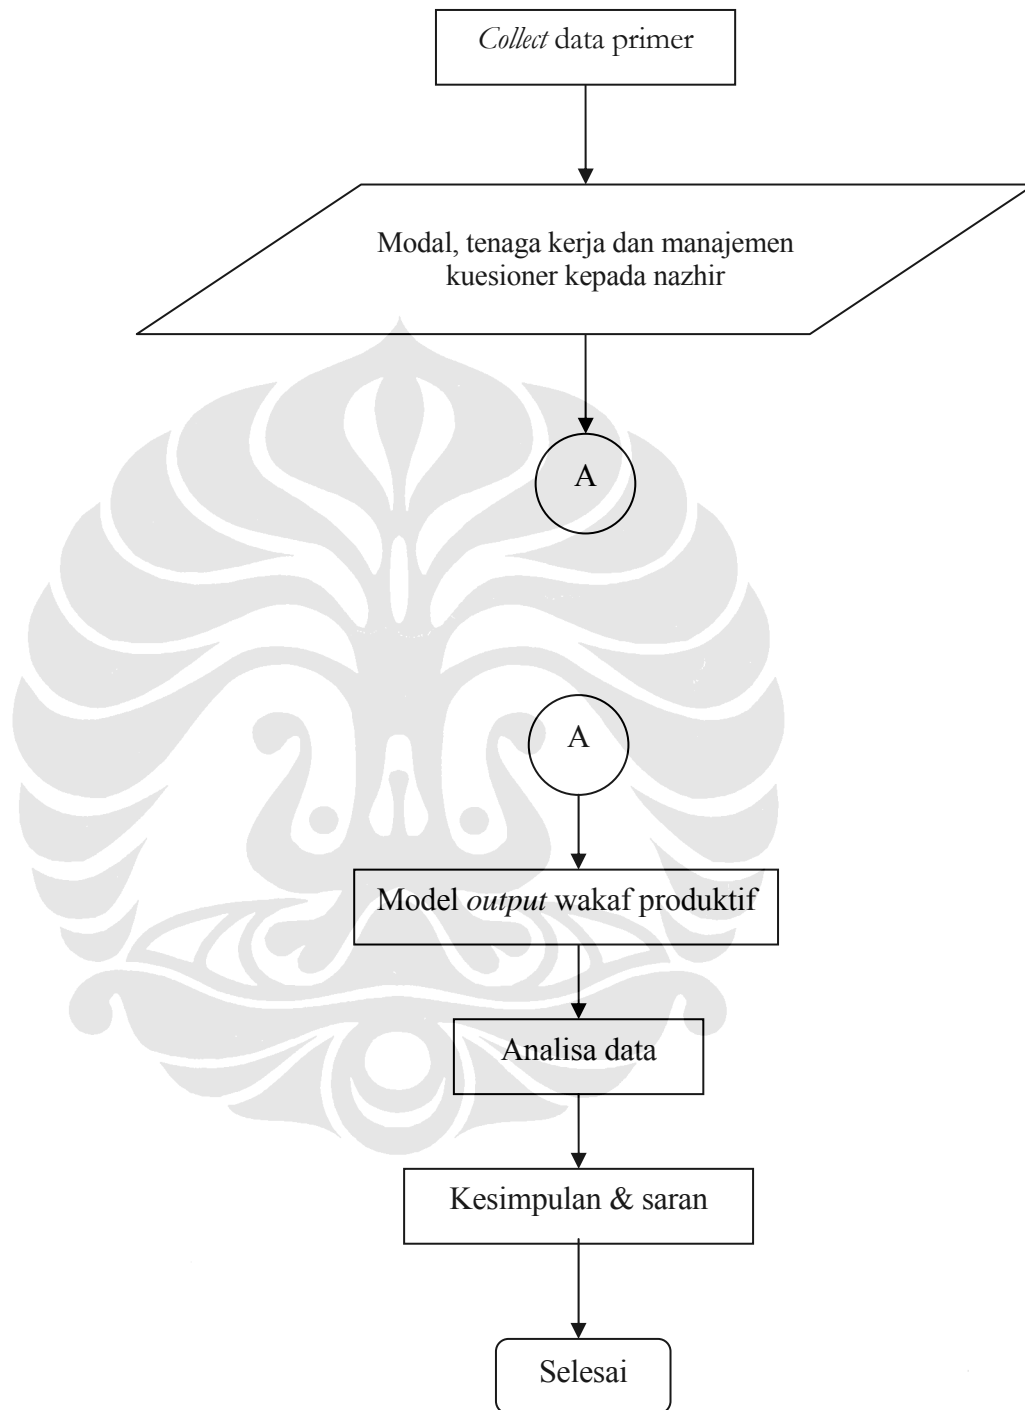 Collect data primer
Modal, tenaga kerja dan manajemen
kuesioner kepada nazhir
A
A
Model output wakaf produktif
Analisa data
Kesimpulan & saran
Selesai